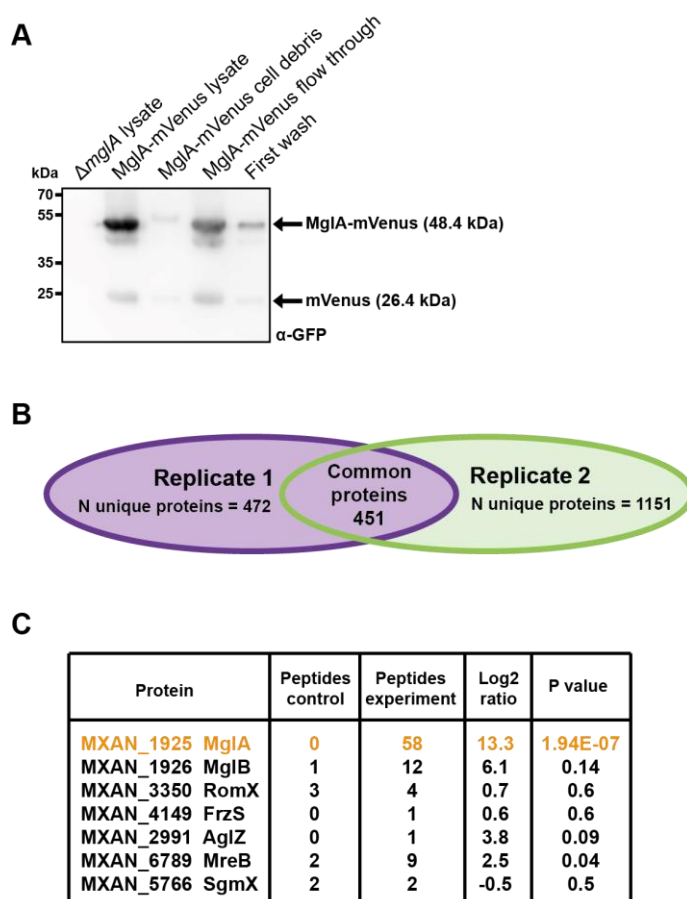 A
ΔmglA lysate
MglA-mVenus lysate
MglA-mVenus cell debris
MglA-mVenus flow through
First wash
kDa
70
55
35
25
MglA-mVenus (48.4 kDa)
mVenus (26.4 kDa)
α-GFP
B
Replicate 1
N unique proteins = 472
Common
proteins
451
Replicate 2
N unique proteins = 1151
C
Protein Peptides control Peptides experiment Log2 ratio P value
MXAN_1925 MglA 0 58 13.3 1.94E-07
MXAN_1926 MglB 1 12 6.1 0.14
MXAN_3350 RomX 3 4 0.7 0.6
MXAN_4149 FrzS 0 1 0.6 0.6
MXAN_2991 AglZ 0 1 3.8 0.09
MXAN_6789 MreB 2 9 2.5 0.04
MXAN_5766 SgmX 2 2 -0.5 0.5